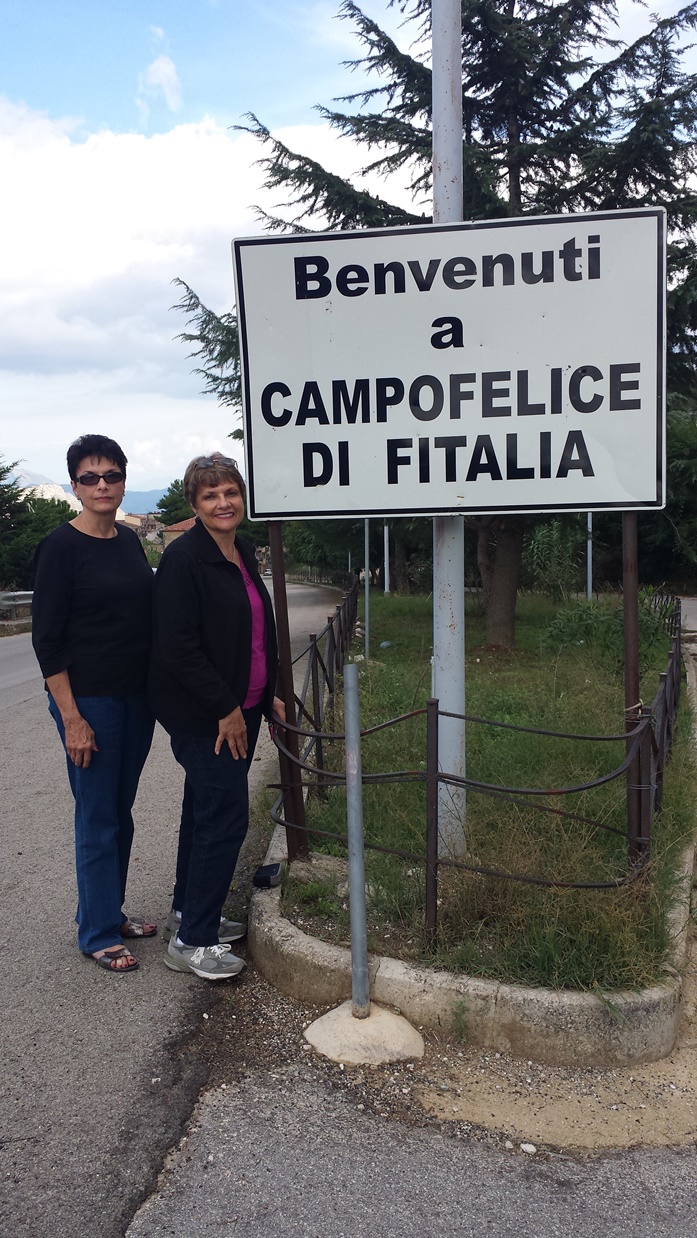 Benvenuti
a
CAMPOFELICE
DI FITALIA